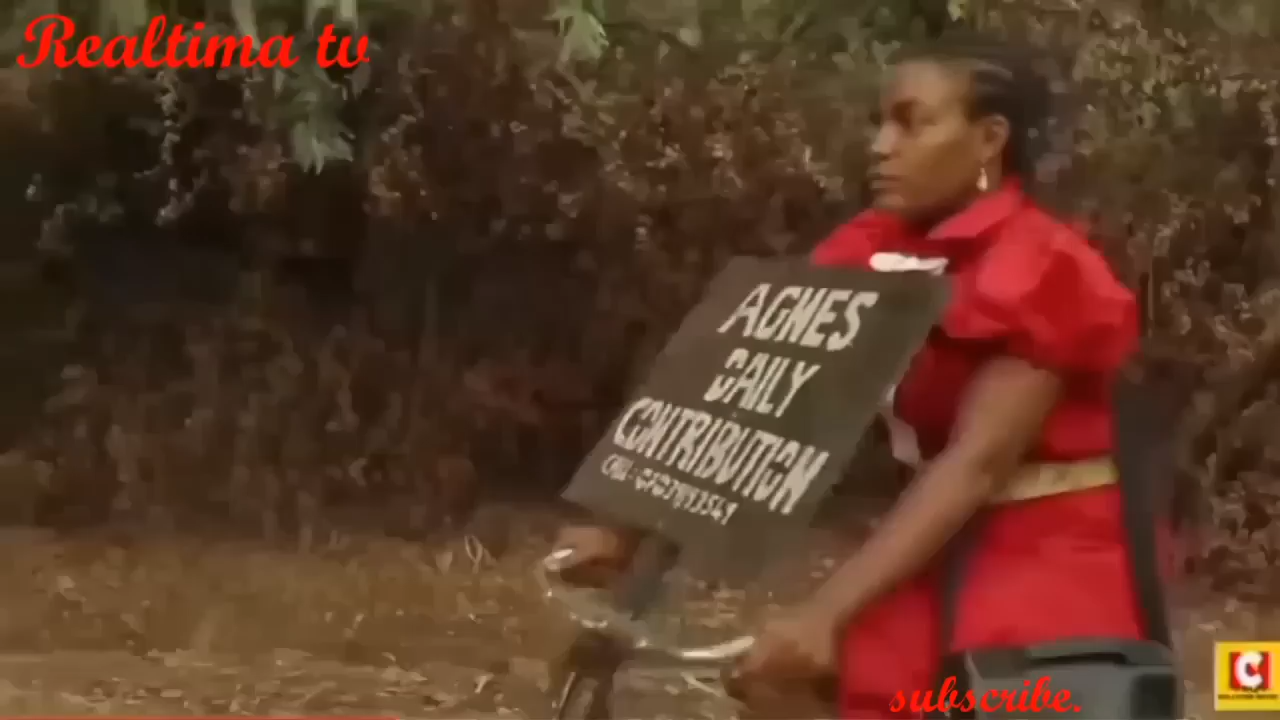 Realtima tv
AGNES
DAILY
CONTRIBUTION
subscribe.